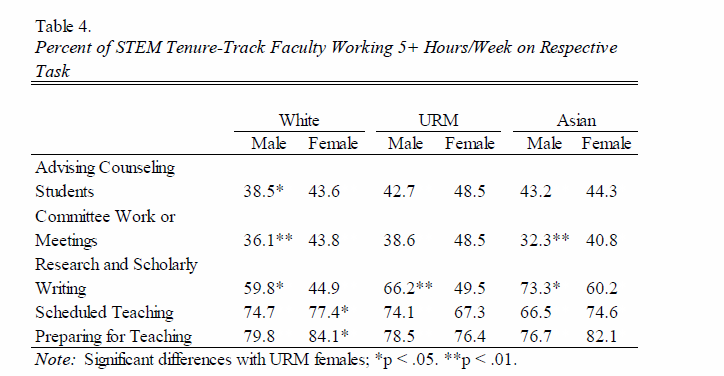 Table 4.
Percent of STEM Tenure-Track Faculty Working 5+ Hours/Week on Respective
Task
White URM Asian
Male Female Male Female Male Female
Advising Counseling
Students 38.5* 43.6 42.7 48.5 43.2 44.3
Committee Work or
Meetings 36.1** 43.8 38.6 48.5 32.3** 40.8
Research and Scholarly
Writing 59.8* 44.9 66.2** 49.5 73.3* 60.2
Scheduled Teaching 74.7 77.4* 74.1 67.3 66.5 74.6
Preparing for Teaching 79.8 84.1* 78.5 76.4 76.7 82.1
Note: Significant differences with URM females; *p < .05. **p < .01.